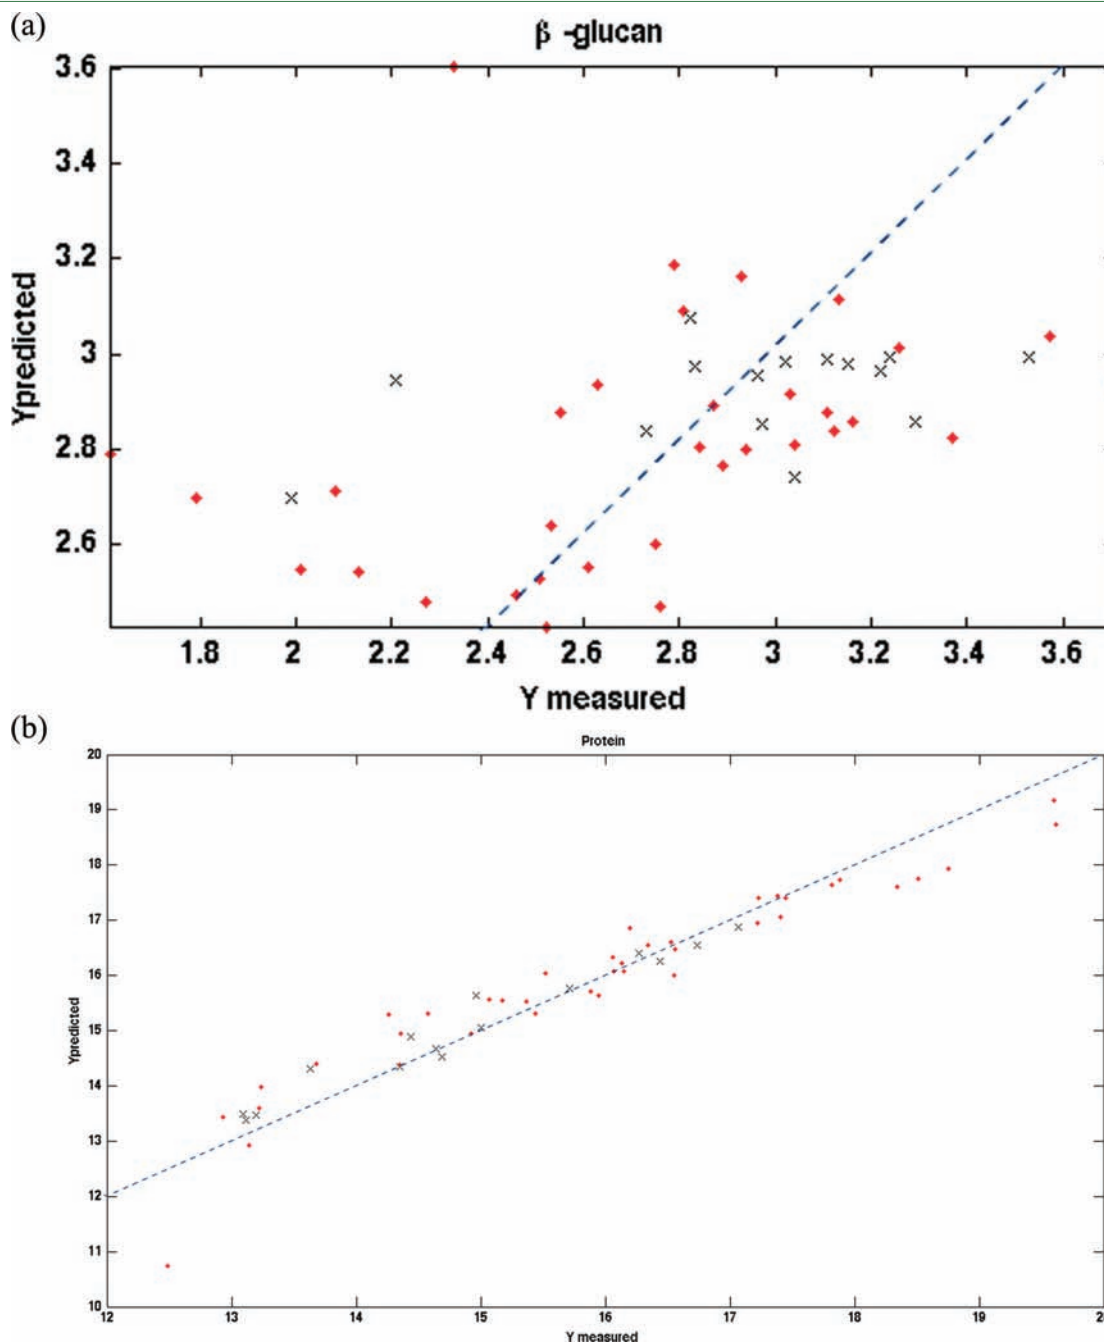 (a)
β -glucan
3.6
3.4
3.2
3
2.8
2.6
Ypredicted
1.8 2 2.2 2.4 2.6 2.8 3 3.2 3.4 3.6
Y measured
(b)
Protein
20
19
18
17
16
15
14
13
12
11
10
Ypredicted
12 13 14 15 16 17 18 19 20
Y measured